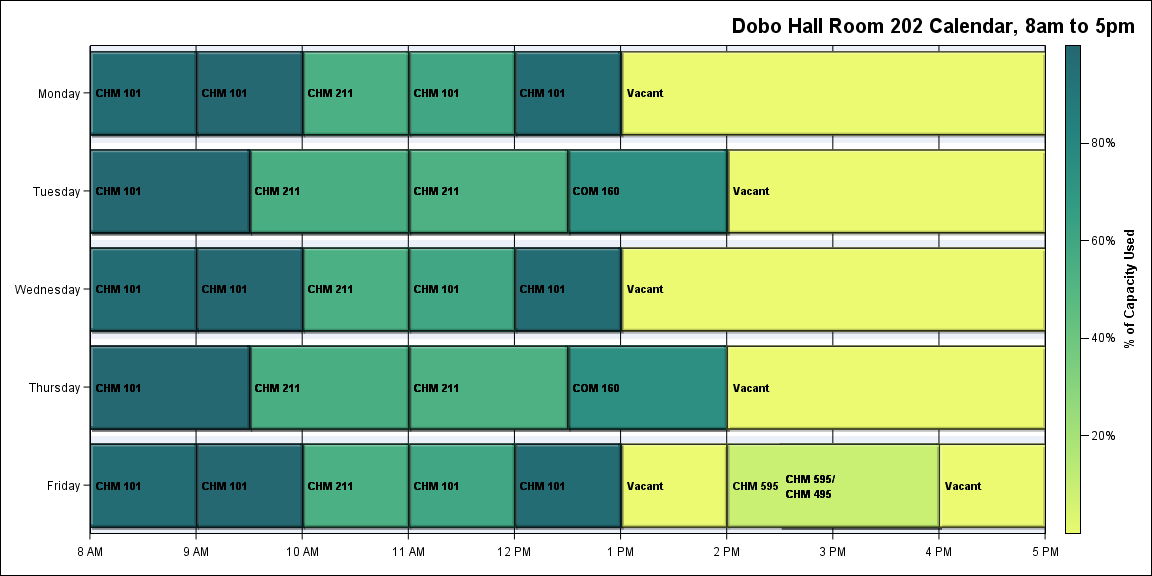 Dobo Hall Room 202 Calendar, 8am to 5pm
Monday
CHM 101
CHM 101
CHM 211
CHM 101
CHM 101
Vacant
Tuesday
CHM 101
CHM 211
CHM 211
COM 160
Vacant
Wednesday
CHM 101
CHM 101
CHM 211
CHM 101
CHM 101
Vacant
Thursday
CHM 101
CHM 211
CHM 211
COM 160
Vacant
Friday
CHM 101
CHM 101
CHM 211
CHM 101
CHM 101
Vacant
CHM 595
CHM 595/
CHM 495
Vacant
8 AM
9 AM
10 AM
11 AM
12 PM
1 PM
2 PM
3 PM
4 PM
5 PM
80%
60%
40%
20%
% of Capacity Used